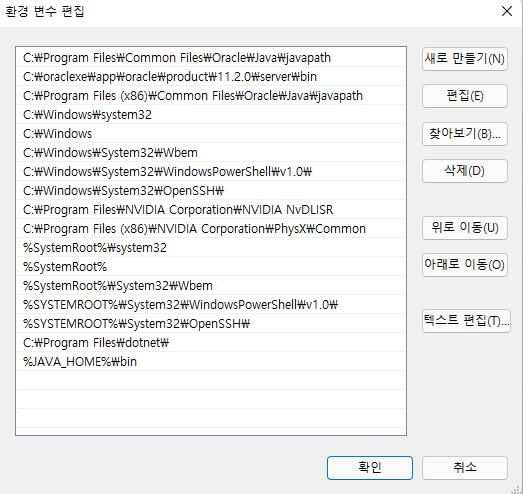 환경 변수 편집
C:₩Program Files₩Common Files₩Oracle₩Java₩javapath
C:₩oraclexe₩app₩oracle₩product₩11.2.0₩server₩bin
C:₩Program Files (x86)₩Common Files₩Oracle₩Java₩javapath
C:₩Windows₩system32
C:₩Windows
C:₩Windows₩System32₩Wbem
C:₩Windows₩System32₩WindowsPowerShell₩v1.0₩
C:₩Windows₩System32₩OpenSSH₩
C:₩Program Files₩NVIDIA Corporation₩NVIDIA NvDLISR
C:₩Program Files (x86)₩NVIDIA Corporation₩PhysX₩Common
%SystemRoot%₩system32
%SystemRoot%
%SystemRoot%₩System32₩Wbem
%SYSTEMROOT%₩System32₩WindowsPowerShell₩v1.0₩
%SYSTEMROOT%₩System32₩OpenSSH₩
C:₩Program Files₩dotnet₩
%JAVA_HOME%₩bin
새로 만들기(N)
편집(E)
찾아보기(B)...
삭제(D)
위로 이동(U)
아래로 이동(O)
텍스트 편집(T)...
확인
취소